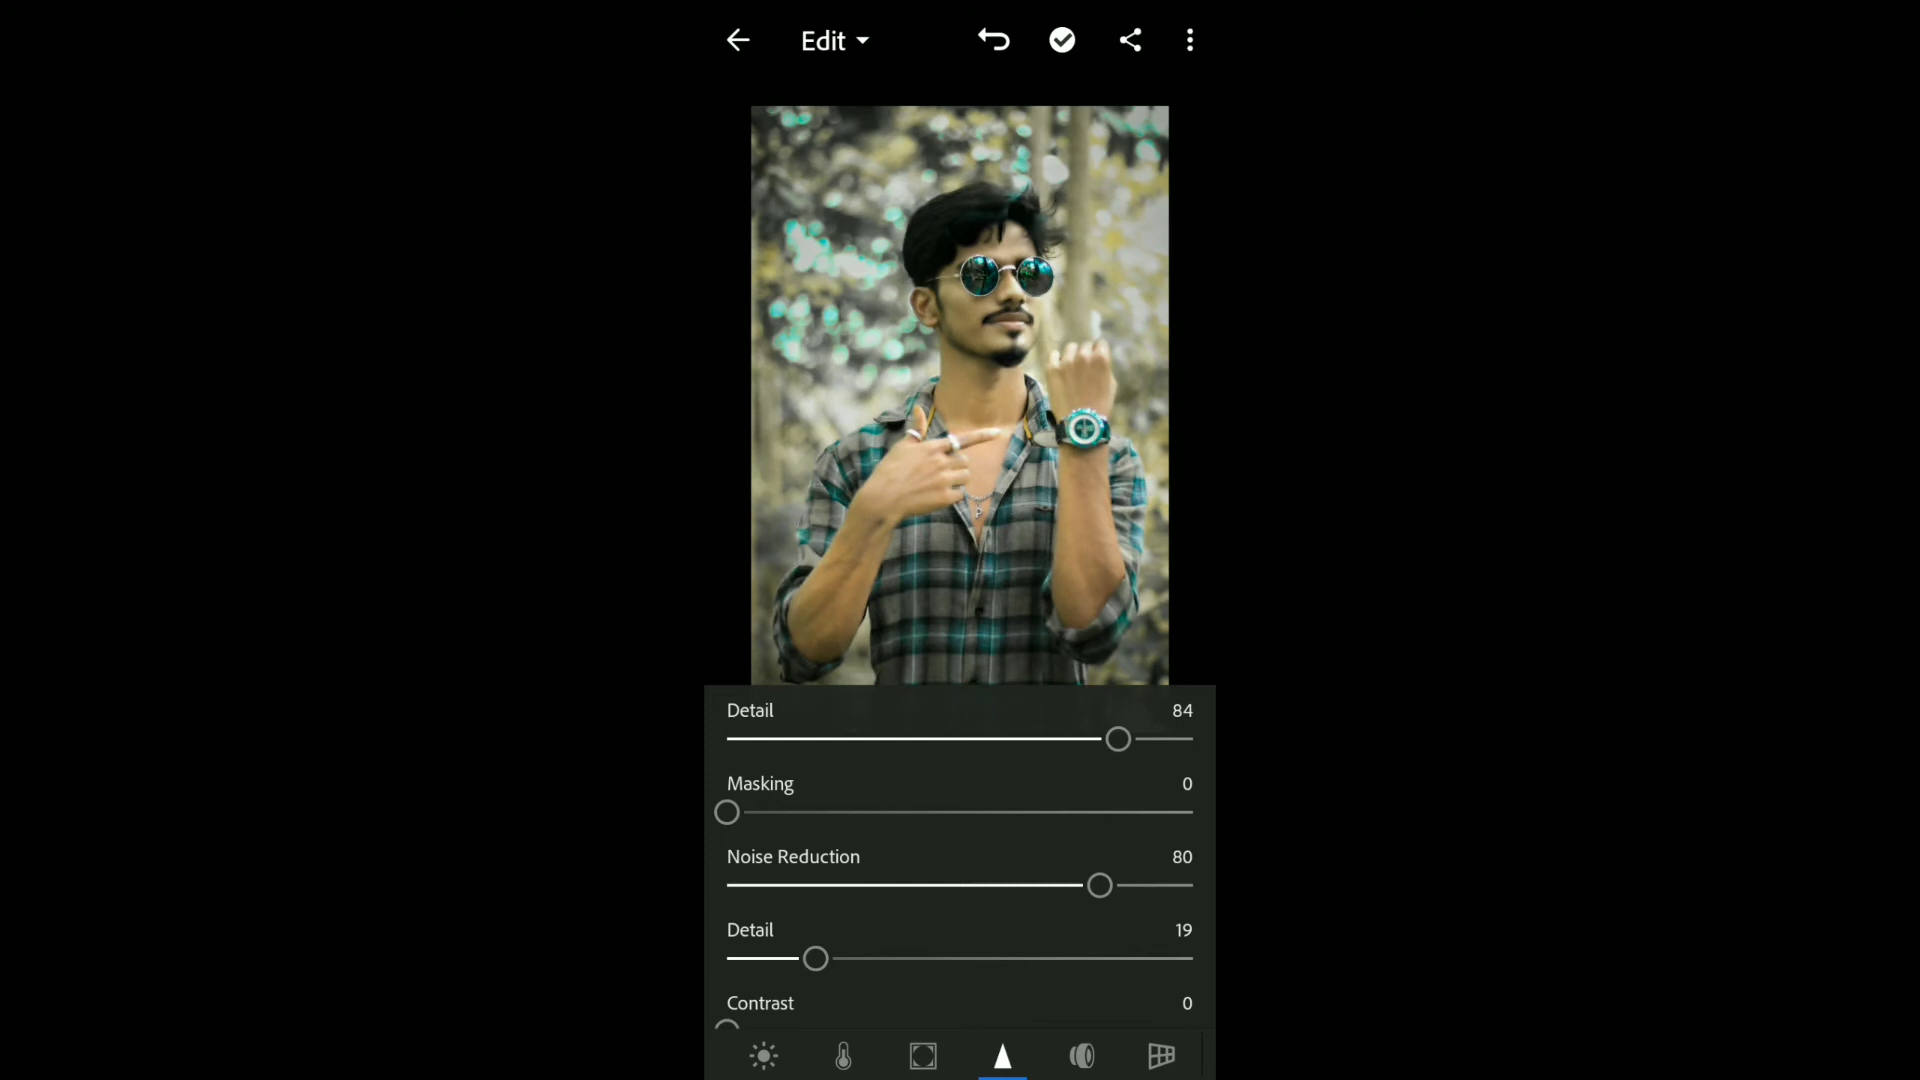 Edit
Detail 84
Masking 0
Noise Reduction 80
Detail 19
Contrast 0